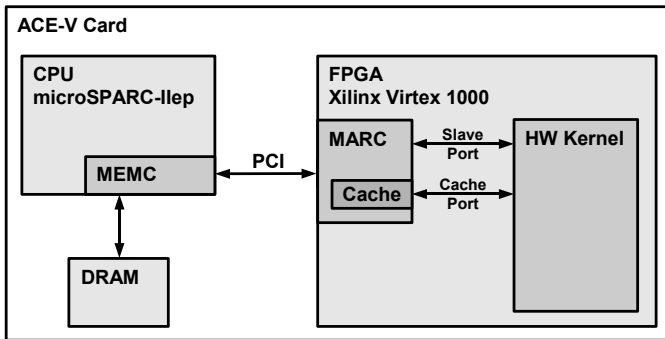 ACE-V Card
CPU
microSPARC-IIep
MEMC
DRAM
PCI
FPGA
Xilinx Virtex 1000
MARC
Cache
Slave
Port
Cache
Port
HW Kernel